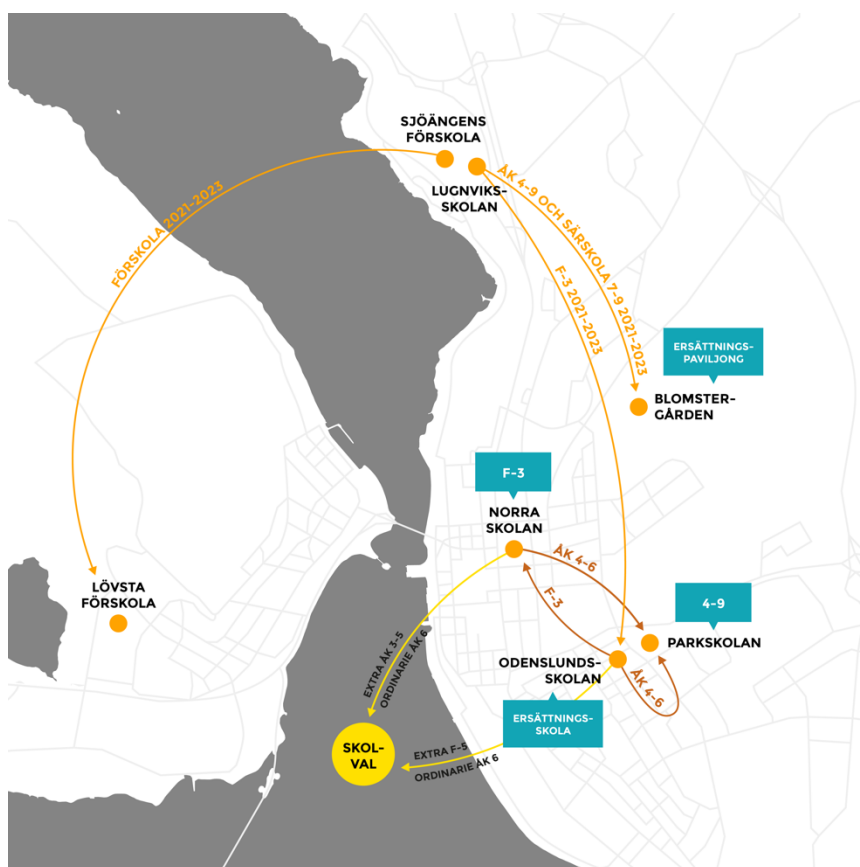 SJÖÄNGENS
FÖRSKOLA
LUGNVIKS-
SKOLAN
FÖRSKOLA 2021-2023
ÅK 4-9 OCH SÄRSKOLA 7-9 2021-2023
F-3 2021-2023
ERSÄTTNINGS-
PAVILJONG
BLOMSTER-
GÅRDEN
F-3
NORRA
SKOLAN
ÅK 4-6
F-3
LÖVSTA
FÖRSKOLA
4-9
PARKSKOLAN
ODENSLUNDS-
SKOLAN
ÅK 4-6
EXTRA ÅK 3-5
ORDINARIE ÅK 6
ERSÄTTNINGS-
SKOLA
SKOL-
VAL
EXTRA F-5
ORDINARIE ÅK 6